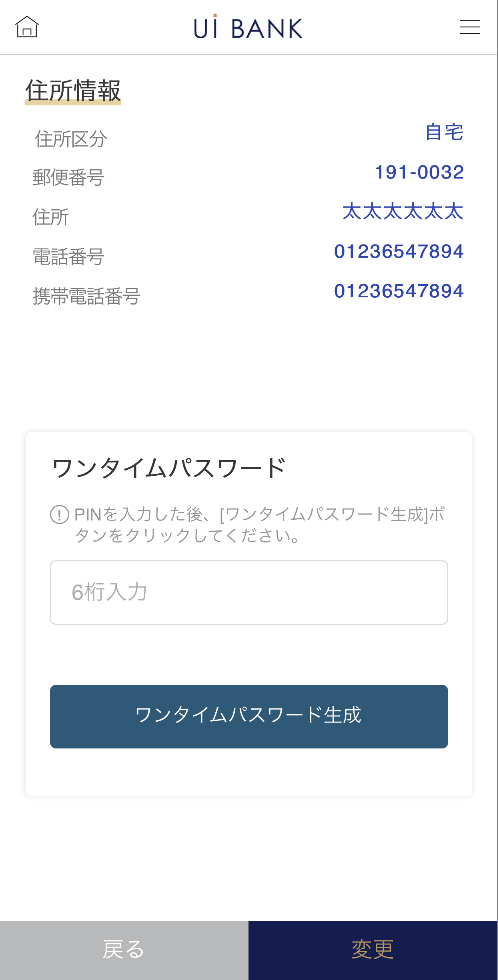 Ui BANK
住所情報
住所区分 自宅
郵便番号 191-0032
住所 太太太太太太
電話番号 01236547894
携帯電話番号 01236547894
ワンタイムパスワード
PINを入力した後、[ワンタイムパスワード生成]ボ
タンをクリックしてください。
6桁入力
ワンタイムパスワード生成
戻る 変更